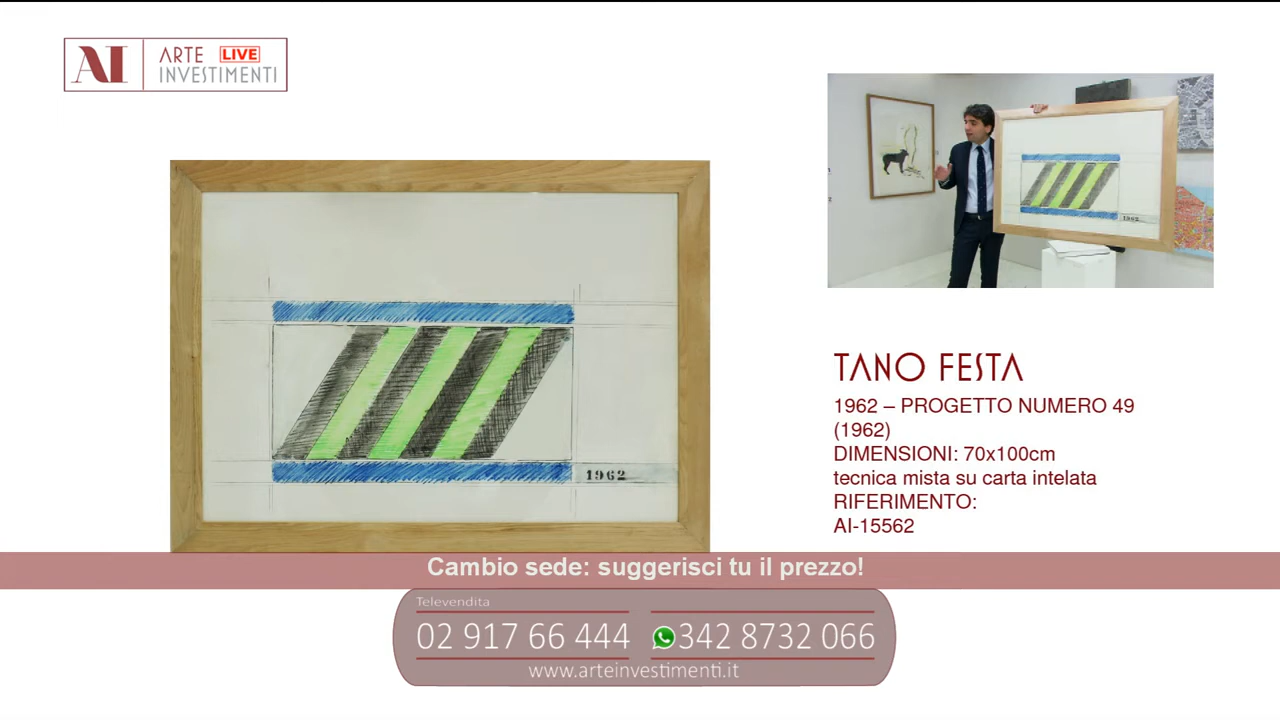 AI ARTE LIVE
INVESTIMENTI
1962
1962
TANO FESTA
1962 – PROGETTO NUMERO 49
(1962)
DIMENSIONI: 70x100cm
tecnica mista su carta intelata
RIFERIMENTO:
AI-15562
Cambio sede: suggerisci tu il prezzo!
Televendita
02 917 66 444 342 8732 066
www.arteinvestimenti.it